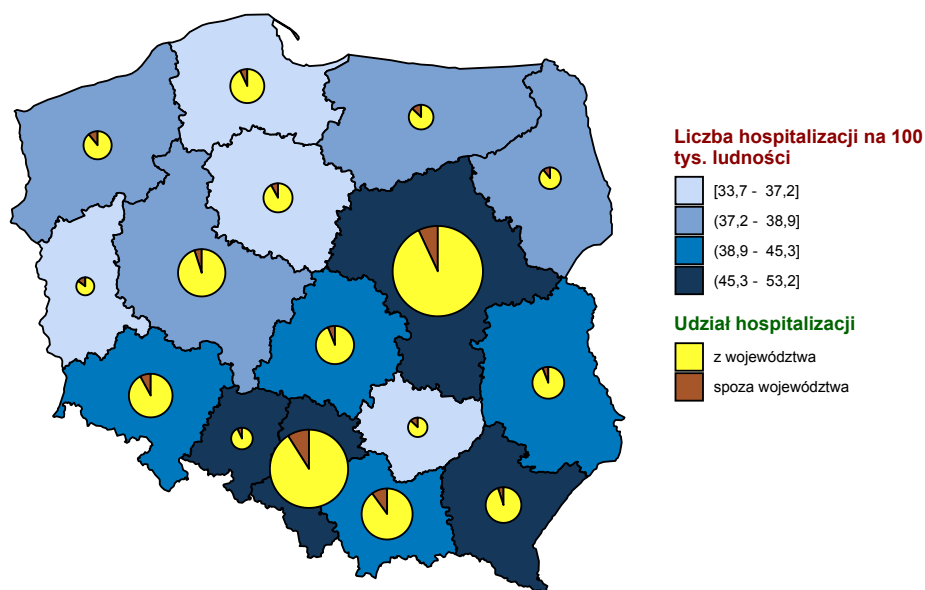 Liczba hospitalizacji na 100
tys. ludności
[33,7 - 37,2]
(37,2 - 38,9]
(38,9 - 45,3]
(45,3 - 53,2]
Udział hospitalizacji
z województwa
spoza województwa